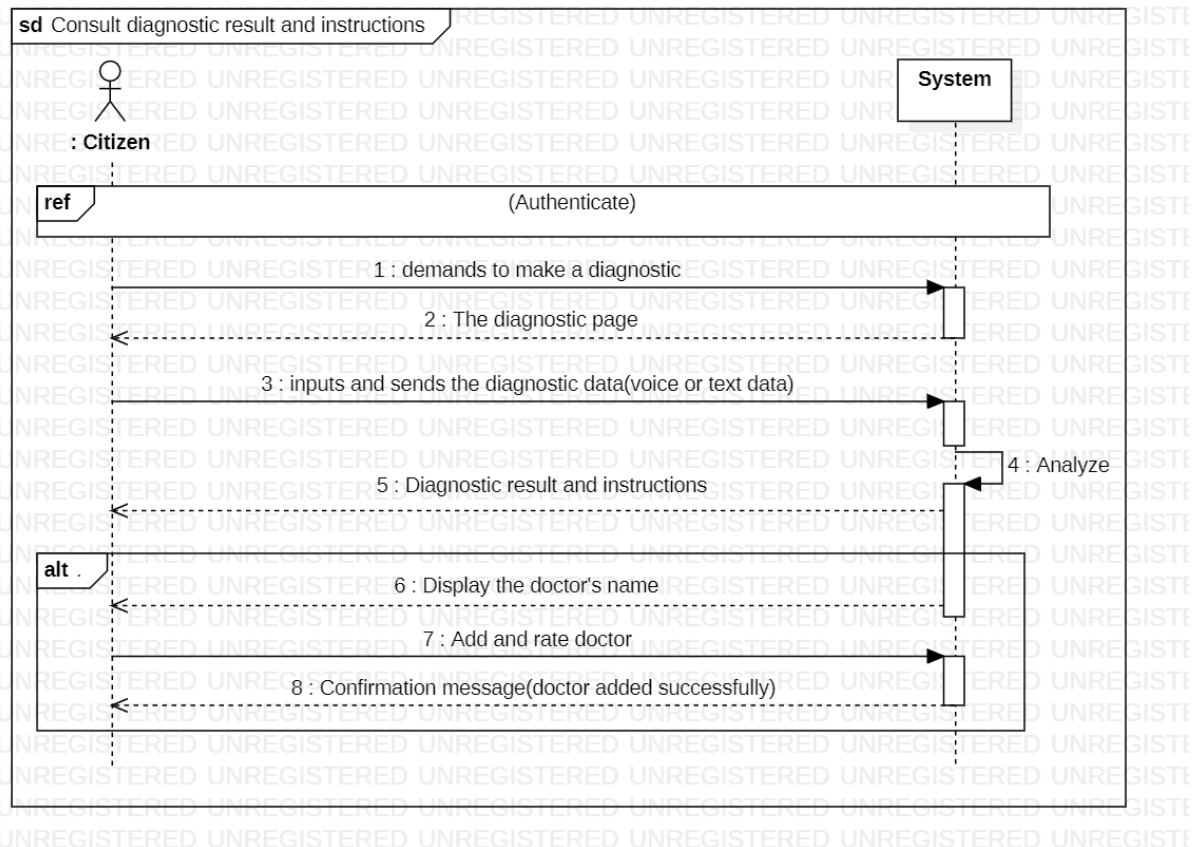 sd Consult diagnostic result and instructions
: Citizen
System
ref
(Authenticate)
1 : demands to make a diagnostic
2 : The diagnostic page
3 : inputs and sends the diagnostic data(voice or text data)
4 : Analyze
5 : Diagnostic result and instructions
alt .
6 : Display the doctor's name
7 : Add and rate doctor
8 : Confirmation message(doctor added successfully)
UNREGISTERED